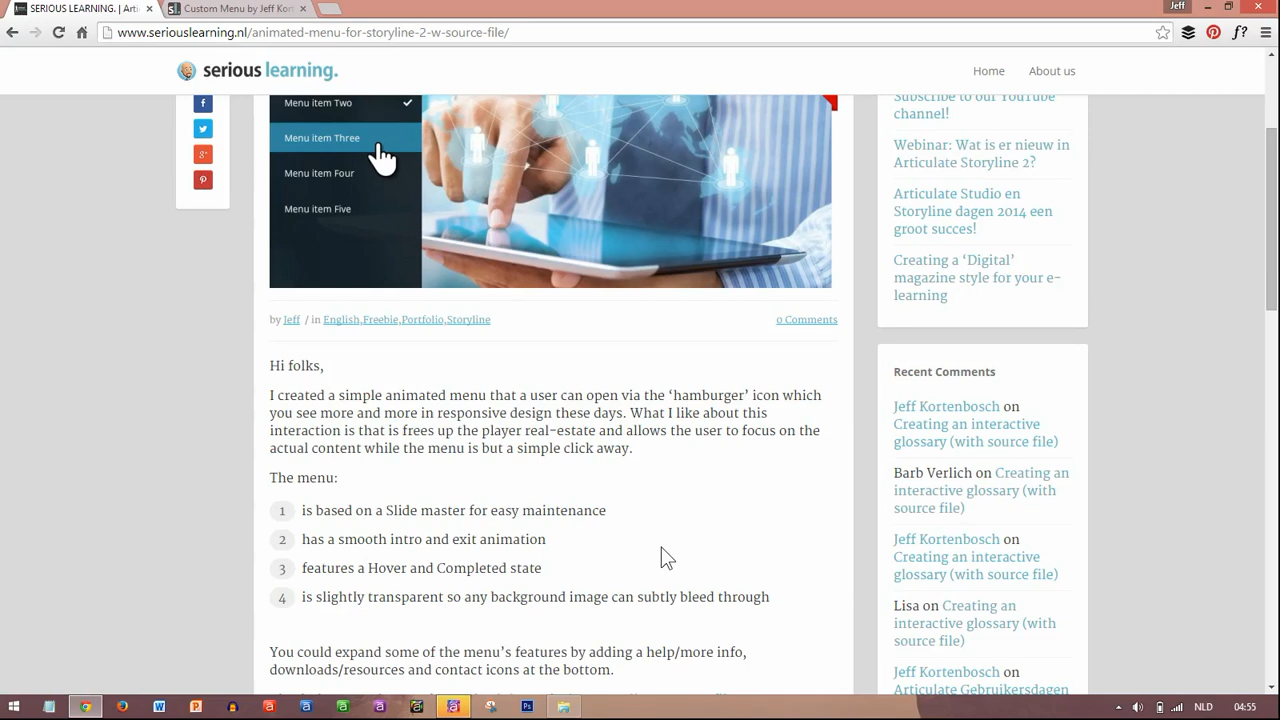 Jeff
SERIOUS LEARNING. | Arti
Custom Menu by Jeff Kort
www.seriouslearning.nl/animated-menu-for-storyline-2-w-source-file/
serious learning.
Home
About us
Menu item Two
Menu item Three
Menu item Four
Menu item Five
by Jeff / in English,Freebie,Portfolio,Storyline
0 Comments
Hi folks,
I created a simple animated menu that a user can open via the ‘hamburger’ icon which
you see more and more in responsive design these days. What I like about this
interaction is that is frees up the player real-estate and allows the user to focus on the
actual content while the menu is but a simple click away.
The menu:
1 is based on a Slide master for easy maintenance
2 has a smooth intro and exit animation
3 features a Hover and Completed state
4 is slightly transparent so any background image can subtly bleed through
You could expand some of the menu’s features by adding a help/more info,
downloads/resources and contact icons at the bottom.
Subscribe to our YouTube
channel!
Webinar: Wat is er nieuw in
Articulate Storyline 2?
Articulate Studio en
Storyline dagen 2014 een
groot succes!
Creating a ‘Digital’
magazine style for your e-
learning
Recent Comments
Jeff Kortenbosch on
Creating an interactive
glossary (with source file)
Barb Verlich on Creating an
interactive glossary (with
source file)
Jeff Kortenbosch on
Creating an interactive
glossary (with source file)
Lisa on Creating an
interactive glossary (with
source file)
Jeff Kortenbosch on
Articulate Gebruikersdagen
NLD
04:55